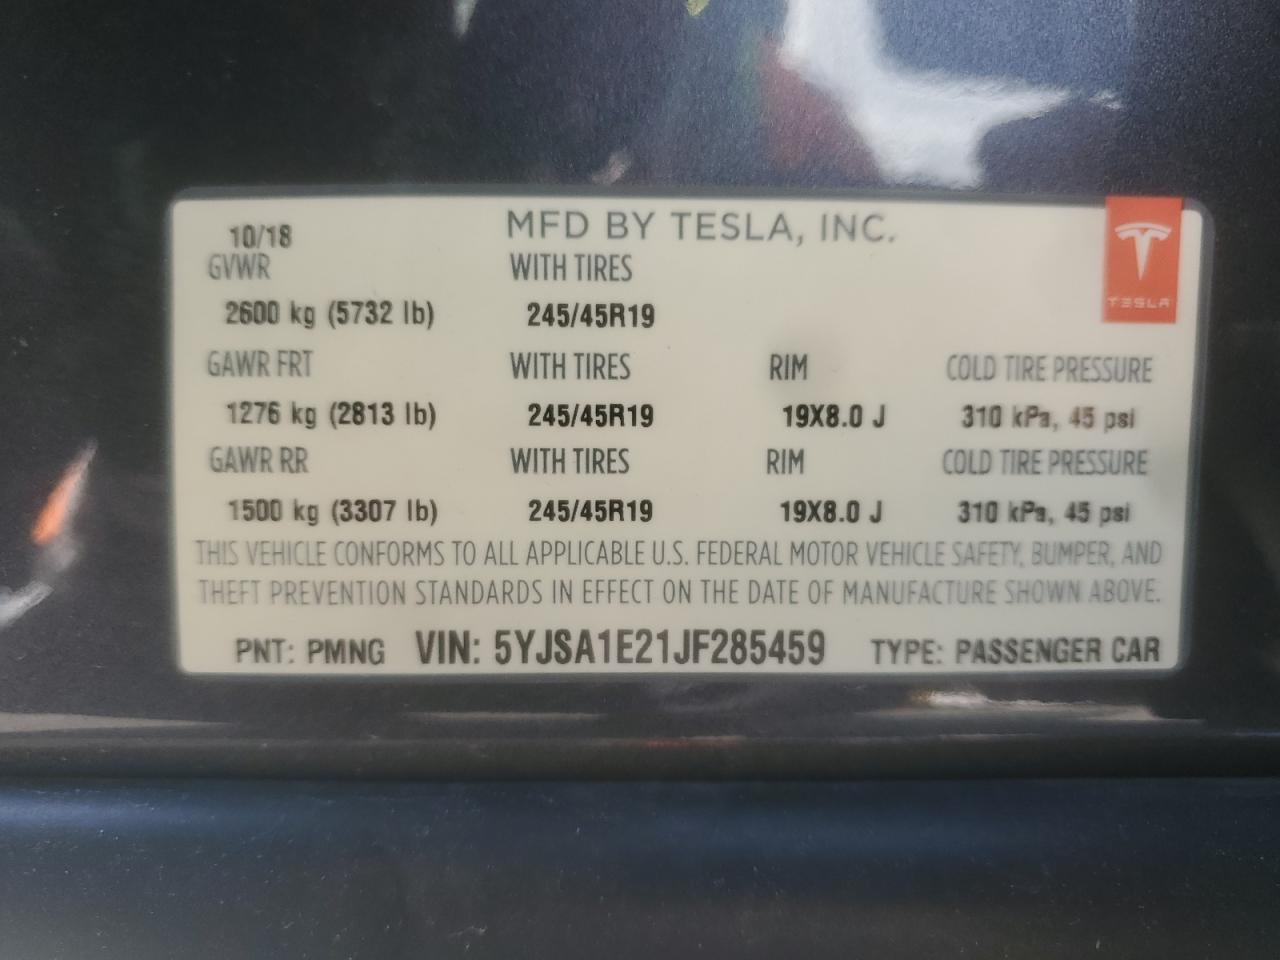 10/18 MFD BY TESLA, INC.
GVWR WITH TIRES
2600 kg (5732 lb) 245/45R19
TESLA
GAWR FRT WITH TIRES RIM COLD TIRE PRESSURE
1276 kg (2813 lb) 245/45R19 19X8.0 J 310 kPa, 45 psi
GAWR RR WITH TIRES RIM COLD TIRE PRESSURE
1500 kg (3307 lb) 245/45R19 19X8.0 J 310 kPa, 45 psi
THIS VEHICLE CONFORMS TO ALL APPLICABLE U.S. FEDERAL MOTOR VEHICLE SAFETY, BUMPER, AND
THEFT PREVENTION STANDARDS IN EFFECT ON THE DATE OF MANUFACTURE SHOWN ABOVE.
PNT: PMNG VIN: 5YJSA1E21JF285459 TYPE: PASSENGER CAR